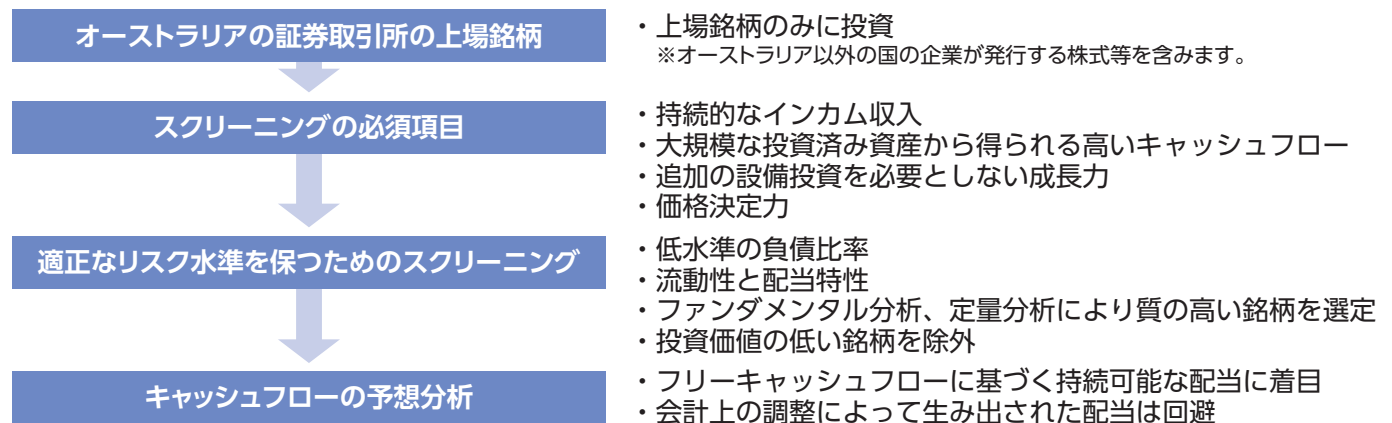 オーストラリアの証券取引所の上場銘柄
・上場銘柄のみに投資
※オーストラリア以外の国の企業が発行する株式等を含みます。
スクリーニングの必須項目
・持続的なインカム収入
・大規模な投資済み資産から得られる高いキャッシュフロー
・追加の設備投資を必要としない成長力
・価格決定力
適正なリスク水準を保つためのスクリーニング
・低水準の負債比率
・流動性と配当特性
・ファンダメンタル分析、定量分析により質の高い銘柄を選定
・投資価値の低い銘柄を除外
キャッシュフローの予想分析
・フリーキャッシュフローに基づく持続可能な配当に着目
・会計上の調整によって生み出された配当は回避